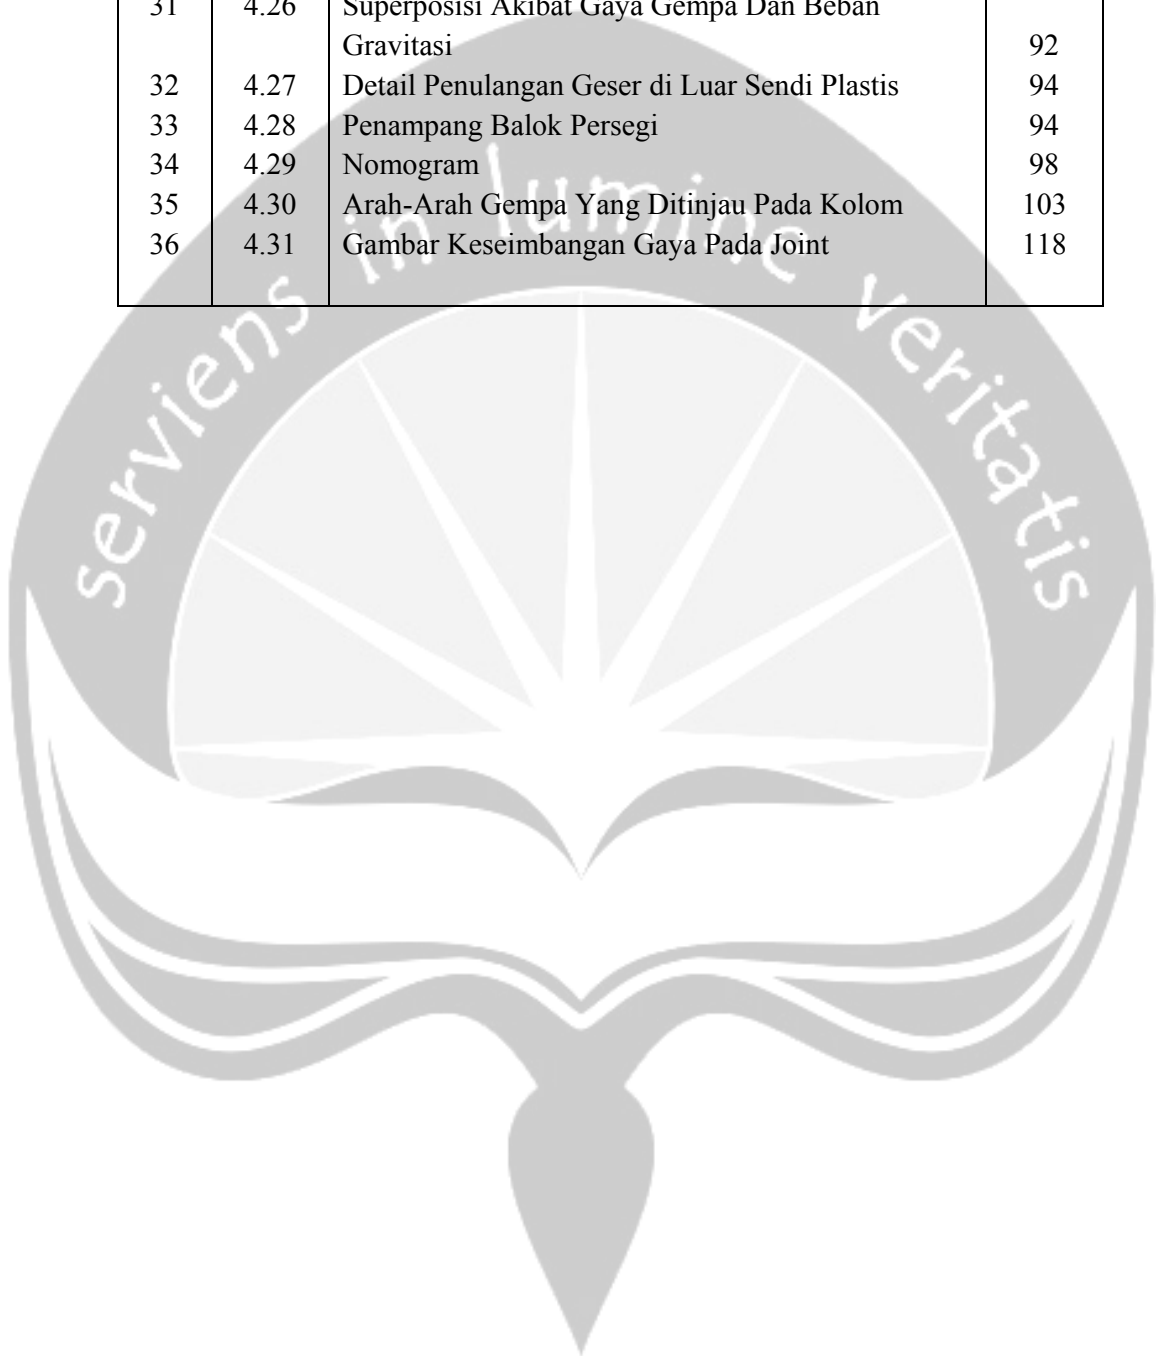 31 4.26 Superposisi Akibat Gaya Gempa Dan Beban
Gravitasi 92
32 4.27 Detail Penulangan Geser di Luar Sendi Plastis 94
33 4.28 Penampang Balok Persegi 94
34 4.29 Nomogram 98
35 4.30 Arah-Arah Gempa Yang Ditinjau Pada Kolom 103
36 4.31 Gambar Keseimbangan Gaya Pada Joint 118
serviens in lumine veritatis